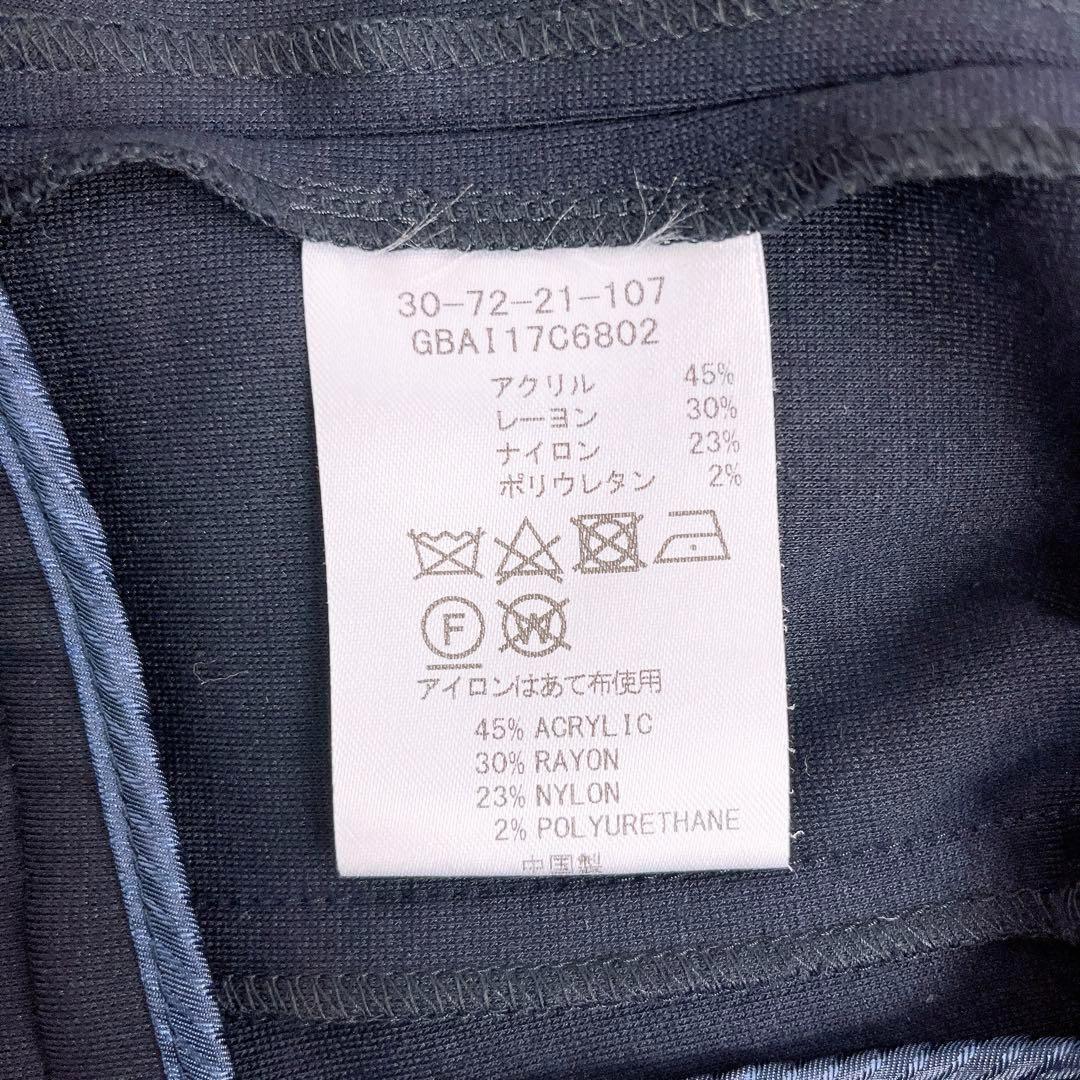 30-72-21-107
GBAI17C6802
アクリル 45%
レーヨン 30%
ナイロン 23%
ポリウレタン 2%
F W
アイロンはあて布使用
45% ACRYLIC
30% RAYON
23% NYLON
2% POLYURETHANE
中国製